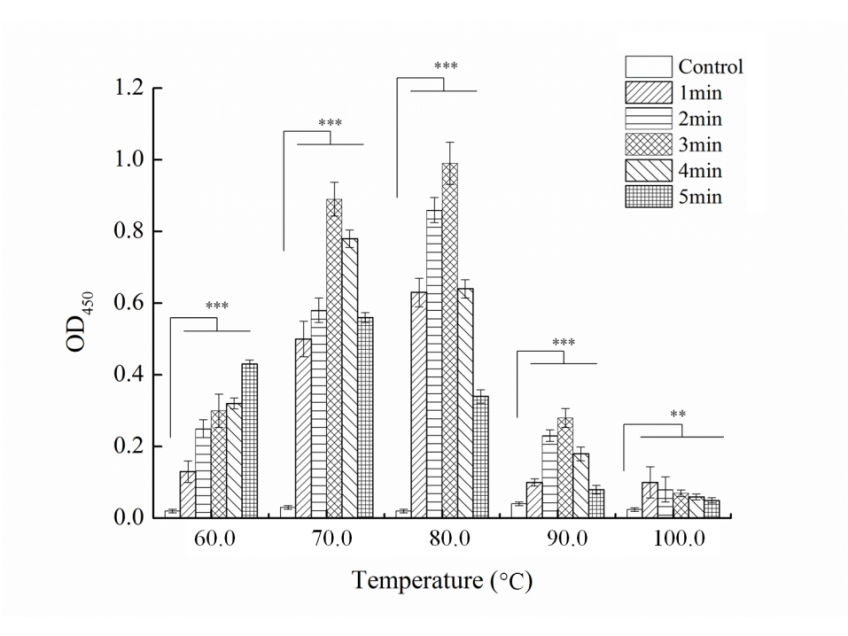 Control
1min
2min
3min
4min
5min
***
***
***
***
**
1.2
1.0
0.8
0.6
0.4
0.2
0.0
OD450
60.0 70.0 80.0 90.0 100.0
Temperature (°C)